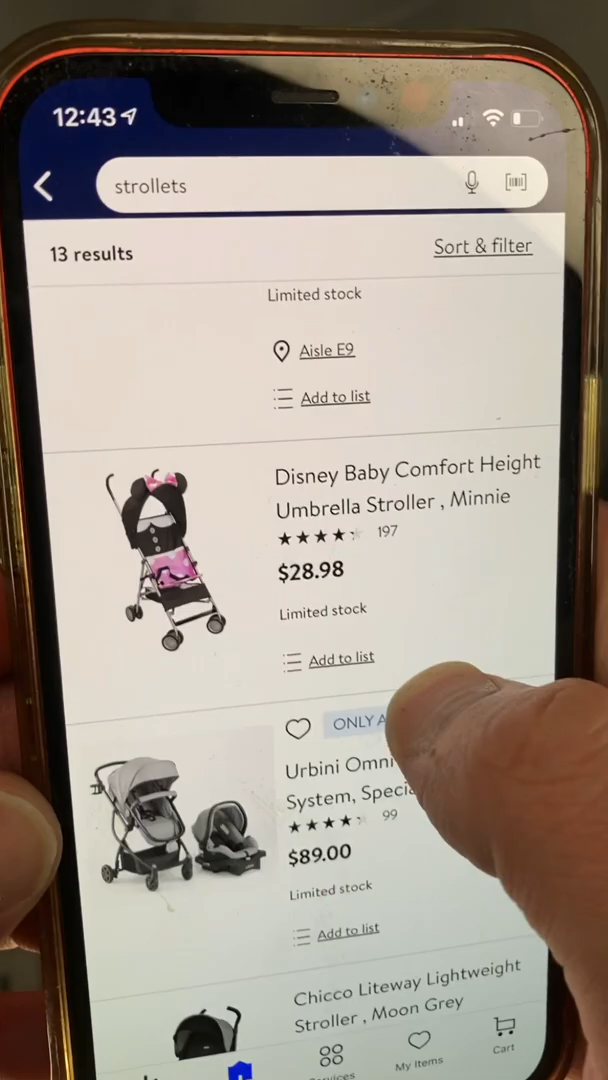 12:43
strollets
13 results
Sort & filter
Limited stock
Aisle E9
Add to list
Disney Baby Comfort Height
Umbrella Stroller , Minnie
197
$28.98
Limited stock
Add to list
ONLY A
Urbini Omni
System, Specia
99
$89.00
Limited stock
Add to list
Chicco Liteway Lightweight
Stroller , Moon Grey
My Items
Cart